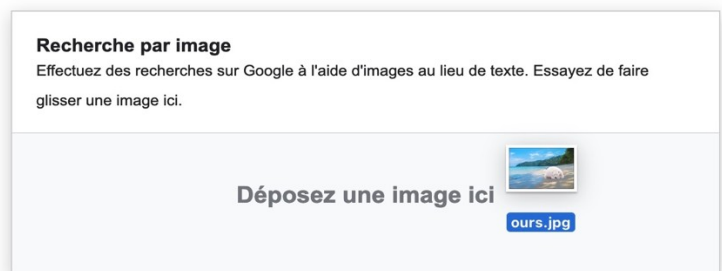 Recherche par image
Effectuez des recherches sur Google à l'aide d'images au lieu de texte. Essayez de faire
glisser une image ici.
Déposez une image ici
ours.jpg